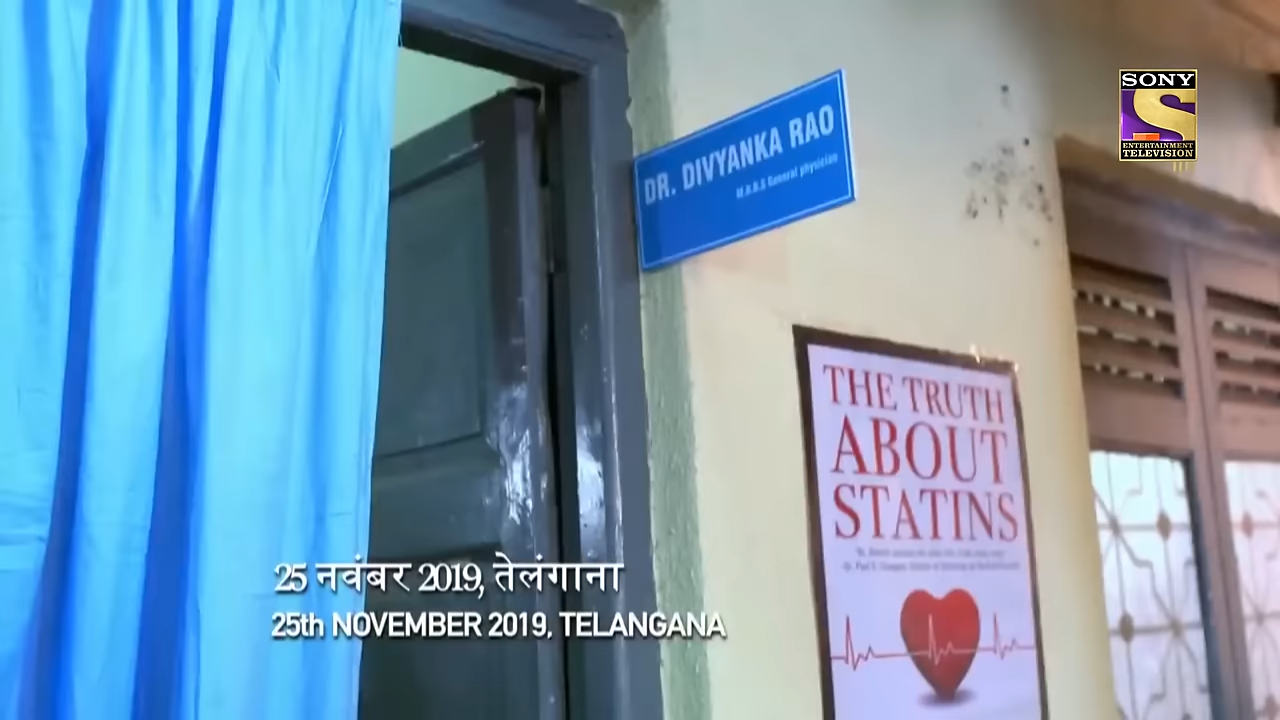 SONY
ENTERTAINMENT
TELEVISION
DR. DIVYANKA RAO
M.B.B.S General physician
THE TRUTH
ABOUT
STATINS
25 नवंबर 2019, तेलंगाना
25th NOVEMBER 2019, TELANGANA